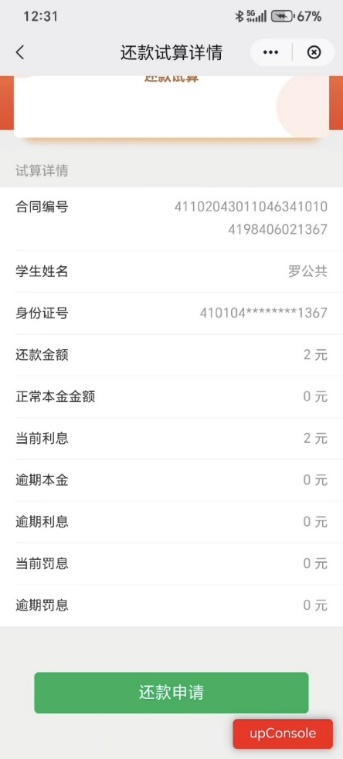 12:31
5G
67%
还款试算详情
还款试算
试算详情
合同编号
41102043011046341010
4198406021367
学生姓名
罗公共
身份证号
410104********1367
还款金额
2 元
正常本金金额
0 元
当前利息
2 元
逾期本金
0 元
逾期利息
0 元
当前罚息
0 元
逾期罚息
0 元
还款申请
upConsole